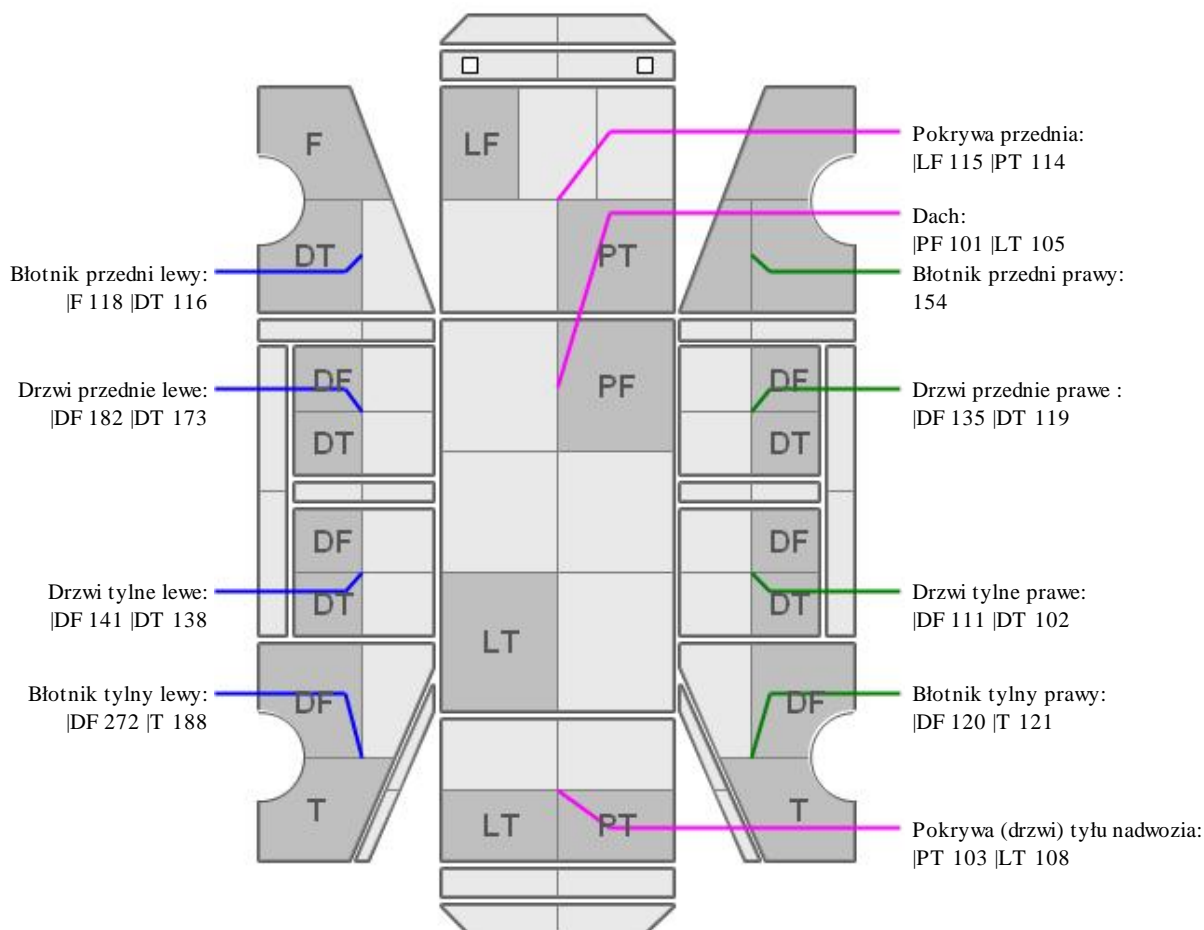 F
LF
Pokrywa przednia:
|LF 115 |PT 114
Dach:
|PF 101 |LT 105
DT
PT
Błotnik przedni lewy:
|F 118 |DT 116
Błotnik przedni prawy:
154
DF
PF
DF
Drzwi przednie lewe:
|DF 182 |DT 173
Drzwi przednie prawe :
|DF 135 |DT 119
DT
DT
DF
DF
Drzwi tylne lewe:
|DF 141 |DT 138
DT
DT
Drzwi tylne prawe:
|DF 111 |DT 102
LT
Błotnik tylny lewy:
|DF 272 |T 188
DF
DF
Błotnik tylny prawy:
|DF 120 |T 121
T
LT
PT
T
Pokrywa (drzwi) tyłu nadwozia:
|PT 103 |LT 108